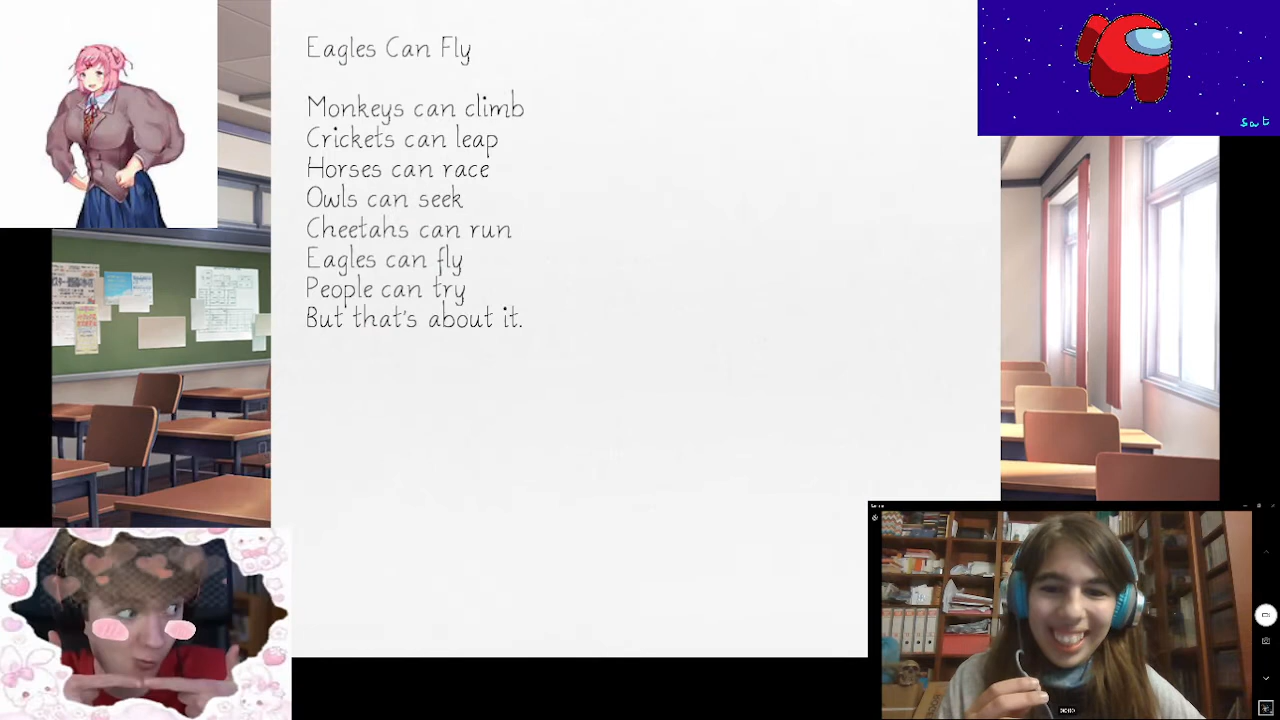 Eagles Can Fly
Monkeys can climb
Crickets can leap
Horses can race
Owls can seek
Cheetahs can run
Eagles can fly
People can try
But that's about it.